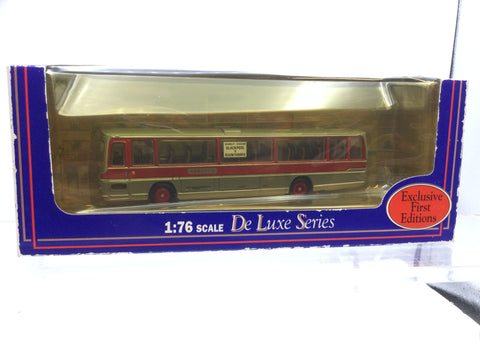 BLACKPOOL
1:76 SCALE De Luxe Series
Exclusive
First
Editions